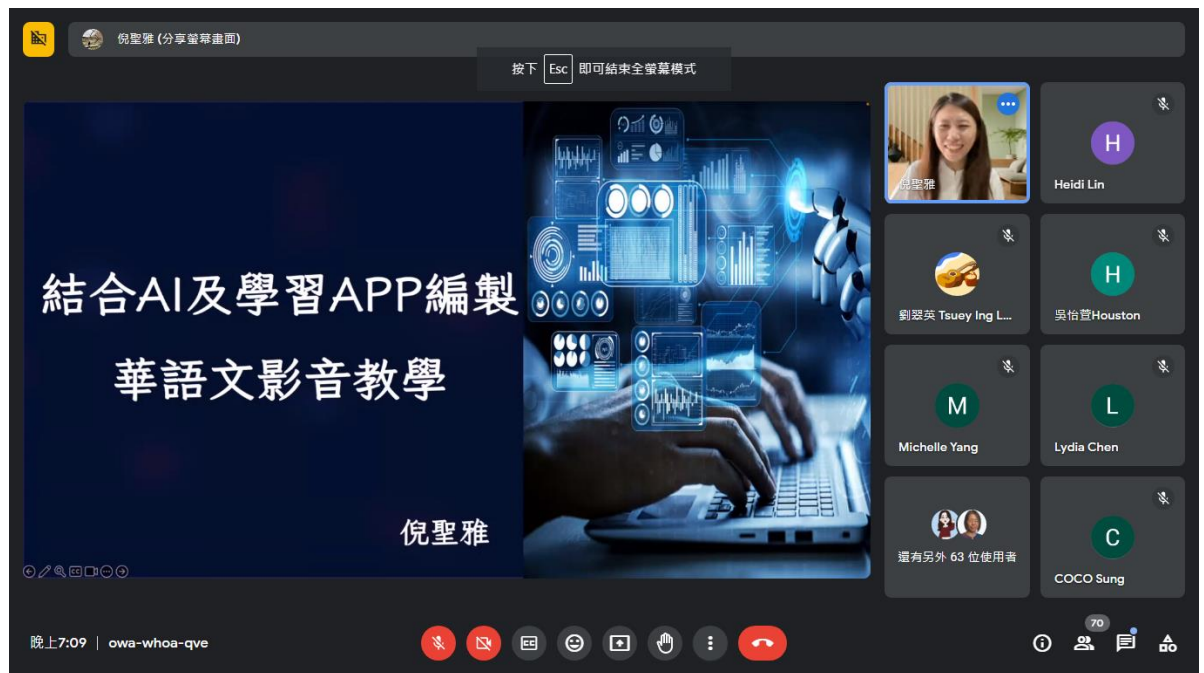 倪聖雅 (分享螢幕畫面)
按下 Esc 即可結束全螢幕模式
結合AI及學習APP編製
華語文影音教學
倪聖雅
倪聖雅
H
Heidi Lin
劉翠英 Tsuey Ing L...
H
吳怡萱Houston
M
Michelle Yang
L
Lydia Chen
還有另外 63 位使用者
C
COCO Sung
晚上7:09 | owa-whoa-qve
70